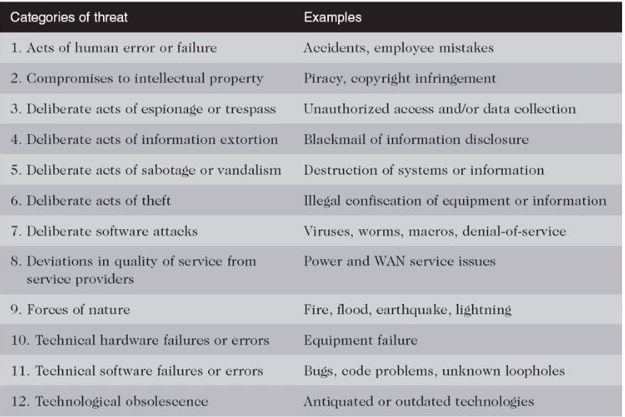 Categories of threat Examples
1. Acts of human error or failure Accidents, employee mistakes
2. Compromises to intellectual property Piracy, copyright infringement
3. Deliberate acts of espionage or trespass Unauthorized access and/or data collection
4. Deliberate acts of information extortion Blackmail of information disclosure
5. Deliberate acts of sabotage or vandalism Destruction of systems or information
6. Deliberate acts of theft Illegal confiscation of equipment or information
7. Deliberate software attacks Viruses, worms, macros, denial-of-service
8. Deviations in quality of service from Power and WAN service issues
service providers
9. Forces of nature Fire, flood, earthquake, lightning
10. Technical hardware failures or errors Equipment failure
11. Technical software failures or errors Bugs, code problems, unknown loopholes
12. Technological obsolescence Antiquated or outdated technologies